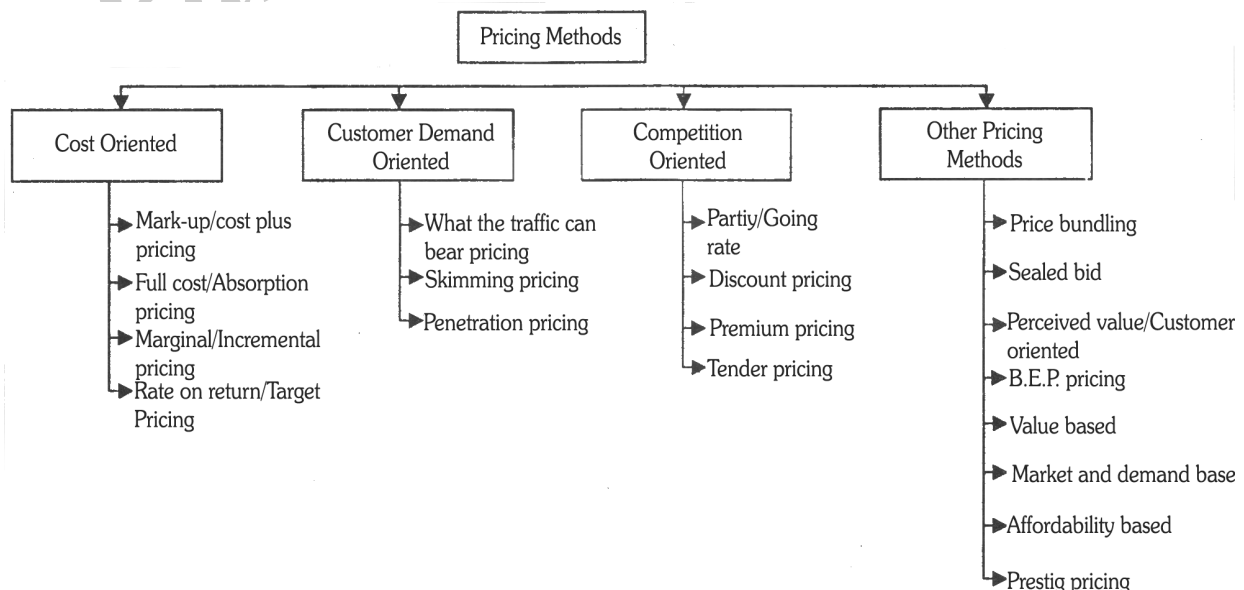 Pricing Methods
Cost Oriented
Mark-up/cost plus
pricing
Full cost/Absorption
pricing
Marginal/Incremental
pricing
Rate on return/Target
Pricing
Customer Demand
Oriented
What the traffic can
bear pricing
Skimming pricing
Penetration pricing
Competition
Oriented
Partiy/Going
rate
Discount pricing
Premium pricing
Tender pricing
Other Pricing
Methods
Price bundling
Sealed bid
Perceived value/Customer
oriented
B.E.P. pricing
Value based
Market and demand base
Affordability based
Prestig pricing